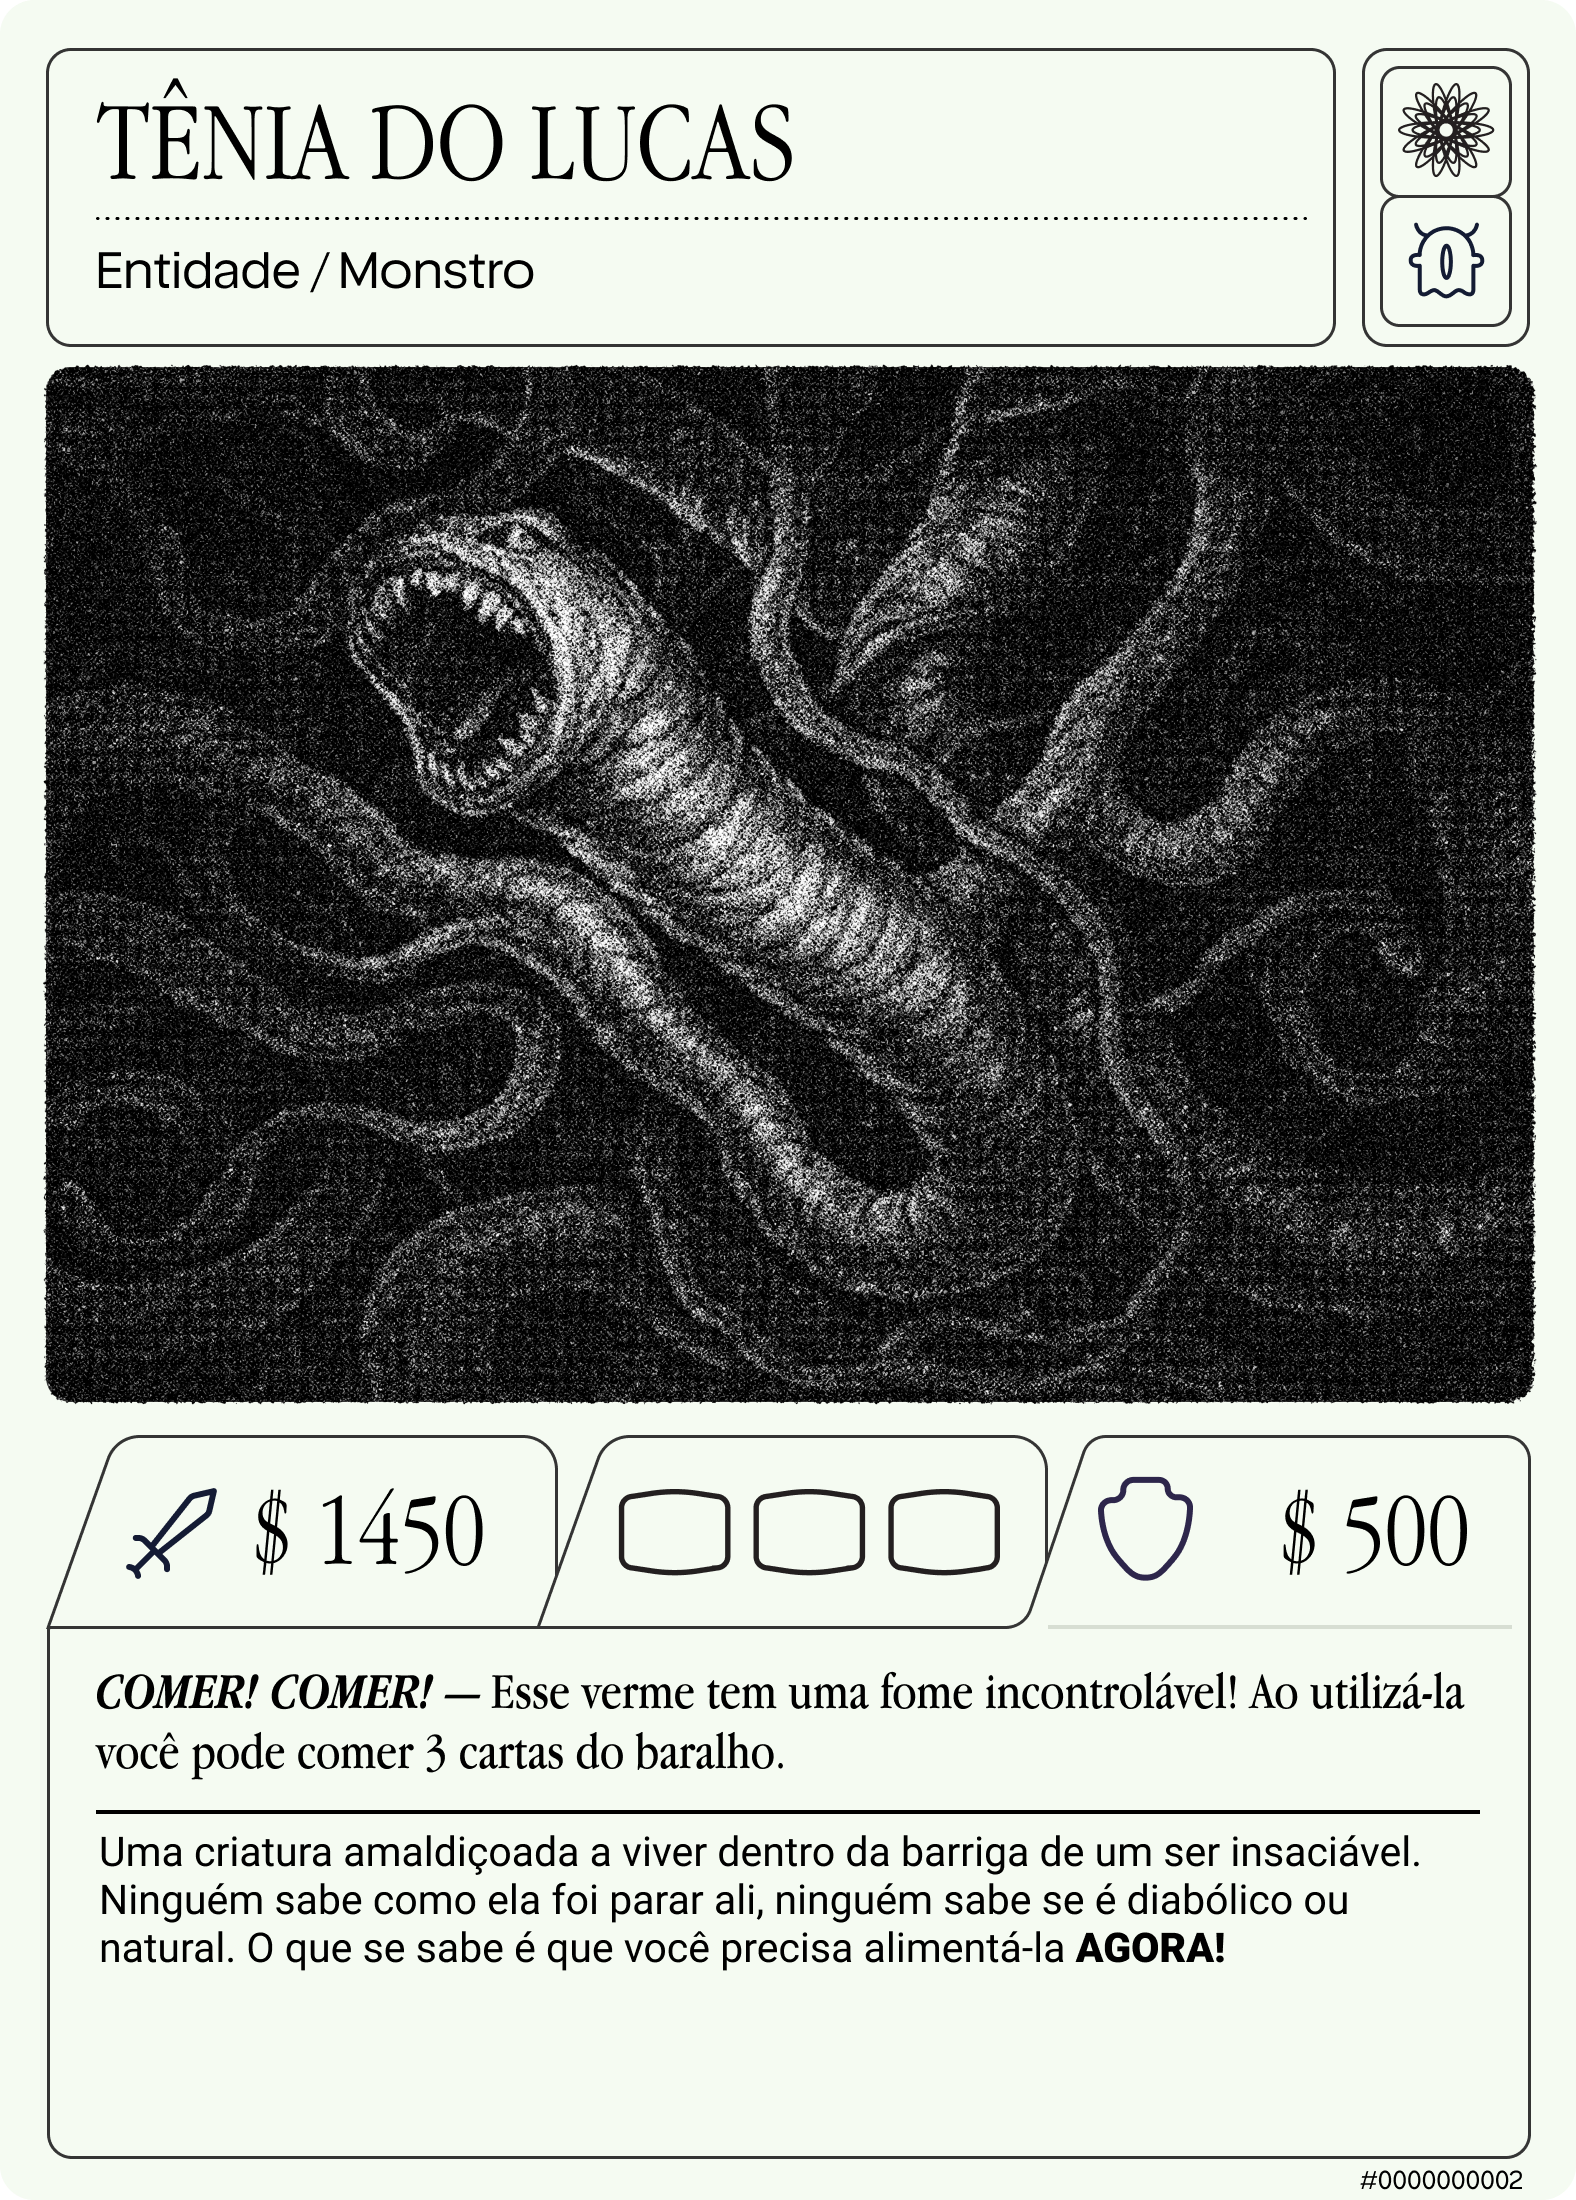 TÊNIA DO LUCAS
Entidade / Monstro
$ 1450
$ 500
COMER! COMER! — Esse verme tem uma fome incontrolável! Ao utilizá-la
você pode comer 3 cartas do baralho.
Uma criatura amaldiçoada a viver dentro da barriga de um ser insaciável.
Ninguém sabe como ela foi parar ali, ninguém sabe se é diabólico ou
natural. O que se sabe é que você precisa alimentá-la AGORA!
#0000000002